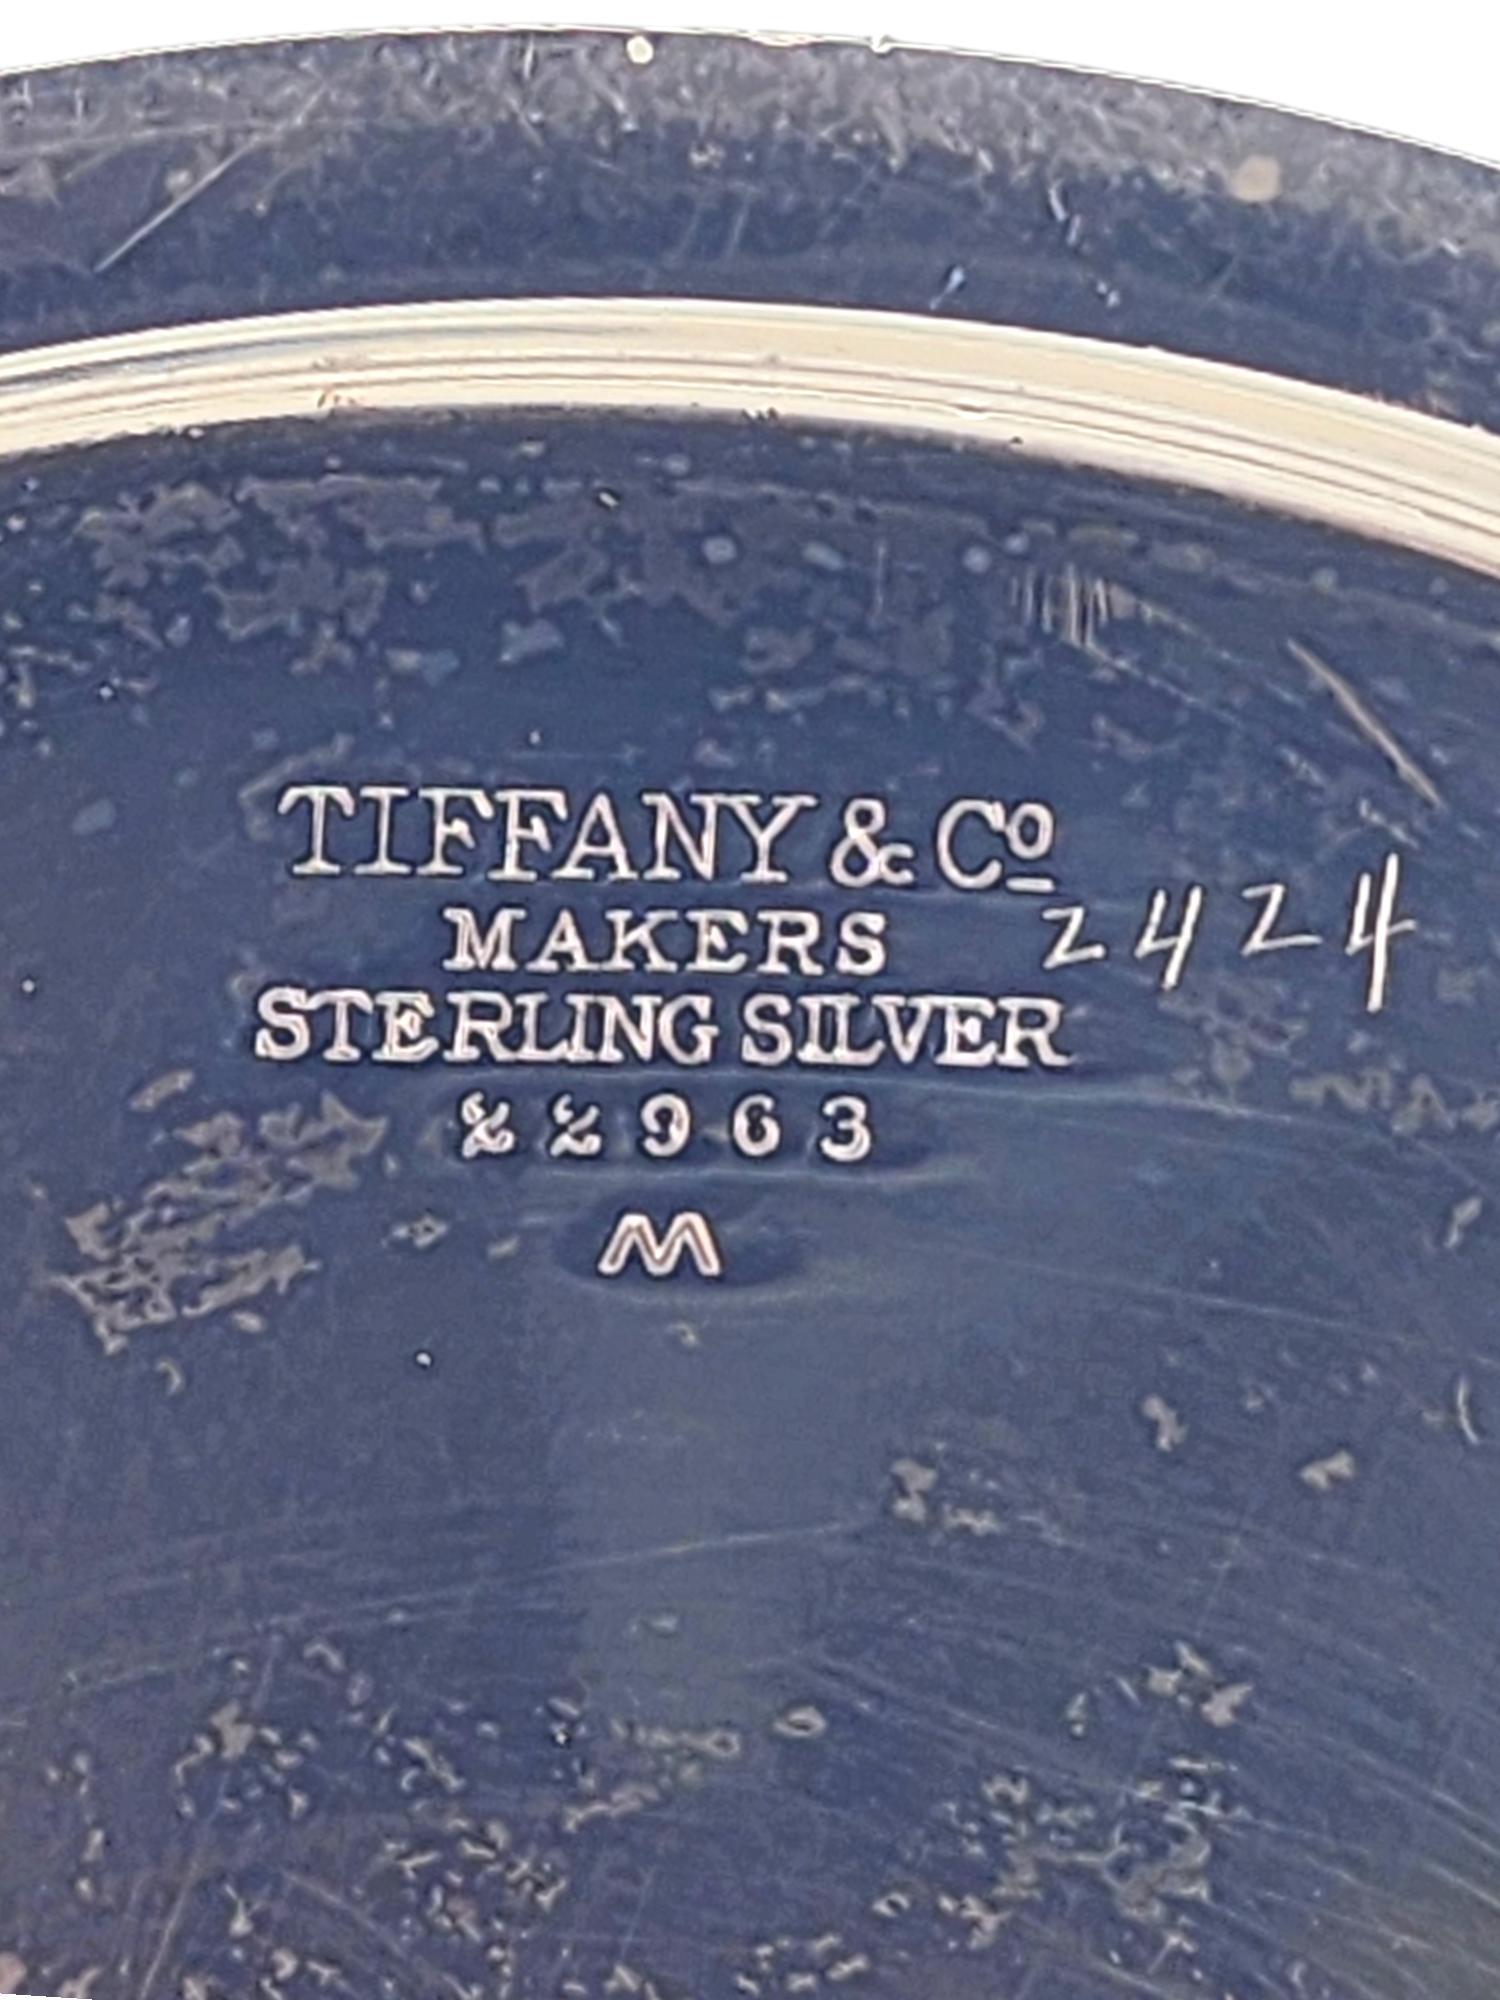 TIFFANY & Cº
MAKERS 2424
STERLING SILVER
22963
M